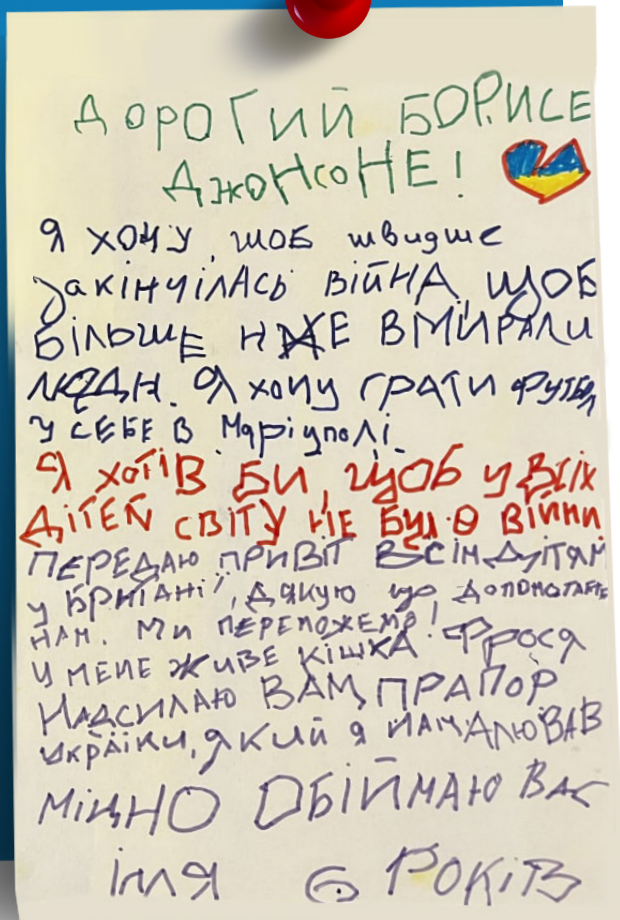 ДОРОГИЙ БОРИСЕ
ДЖОНСОНЕ!
Я ХОЧУ, ЩОБ ШВИДШЕ
ЗАКІНЧІЛАСЬ ВІЙНА, ЩОБ
БІЛЬШЕ НЕ ВМИРАЛИ
ЛЮДИ. Я ХОЧУ ГРАТИ ФУТБОЛ
У СЕБЕ В МАРІУПОЛІ.
Я ХОТІВ БИ, ЩОБ У ВСІХ
ДІТЕЙ СВІТУ НЕ БУЛО ВІЙНИ.
ПЕРЕДАЮ ПРИВІТ ВСІМ ДІТЯМ
У БРИТАНІЇ, ДЯКУЮ ЩО ДОПОМОГАЄТЕ
НАМ. МИ ПЕРЕМОЖЕМО!
У МЕНЕ ЖИВЕ КІШКА ФРОСЯ
НАДСИЛАЮ ВАМ ПРАПОР
УКРАЇНИ, ЯКИЙ Я НАМАЛЮВАВ
МІЦНО ОБІЙМАЮ ВАС
ІЛЛЯ 6 РОКІВ